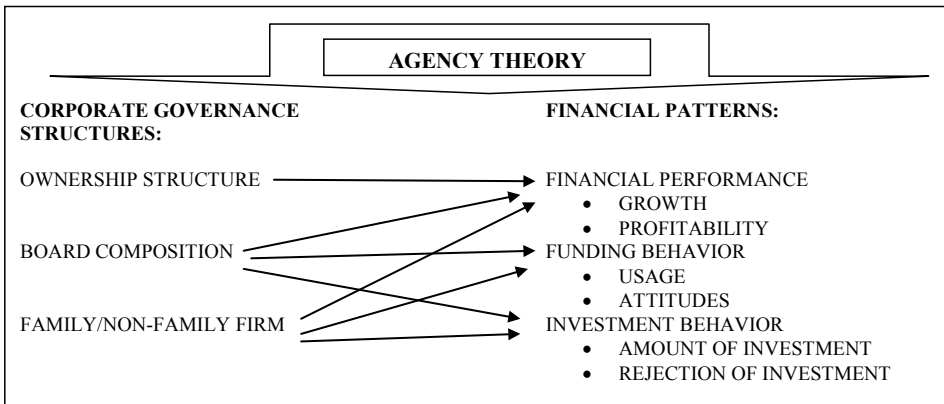 AGENCY THEORY
CORPORATE GOVERNANCE
STRUCTURES:
FINANCIAL PATTERNS:
OWNERSHIP STRUCTURE
FINANCIAL PERFORMANCE
• GROWTH
• PROFITABILITY
BOARD COMPOSITION
FUNDING BEHAVIOR
• USAGE
• ATTITUDES
FAMILY/NON-FAMILY FIRM
INVESTMENT BEHAVIOR
• AMOUNT OF INVESTMENT
• REJECTION OF INVESTMENT